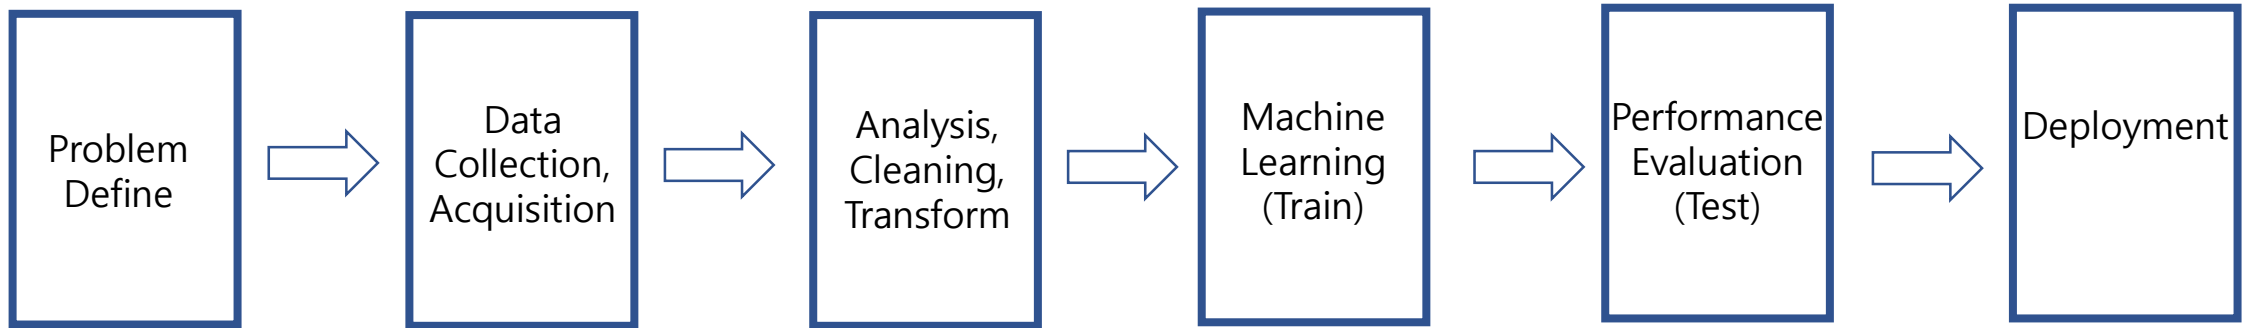 Problem
Define
Data
Collection,
Acquisition
Analysis,
Cleaning,
Transform
Machine
Learning
(Train)
Performance
Evaluation
(Test)
Deployment